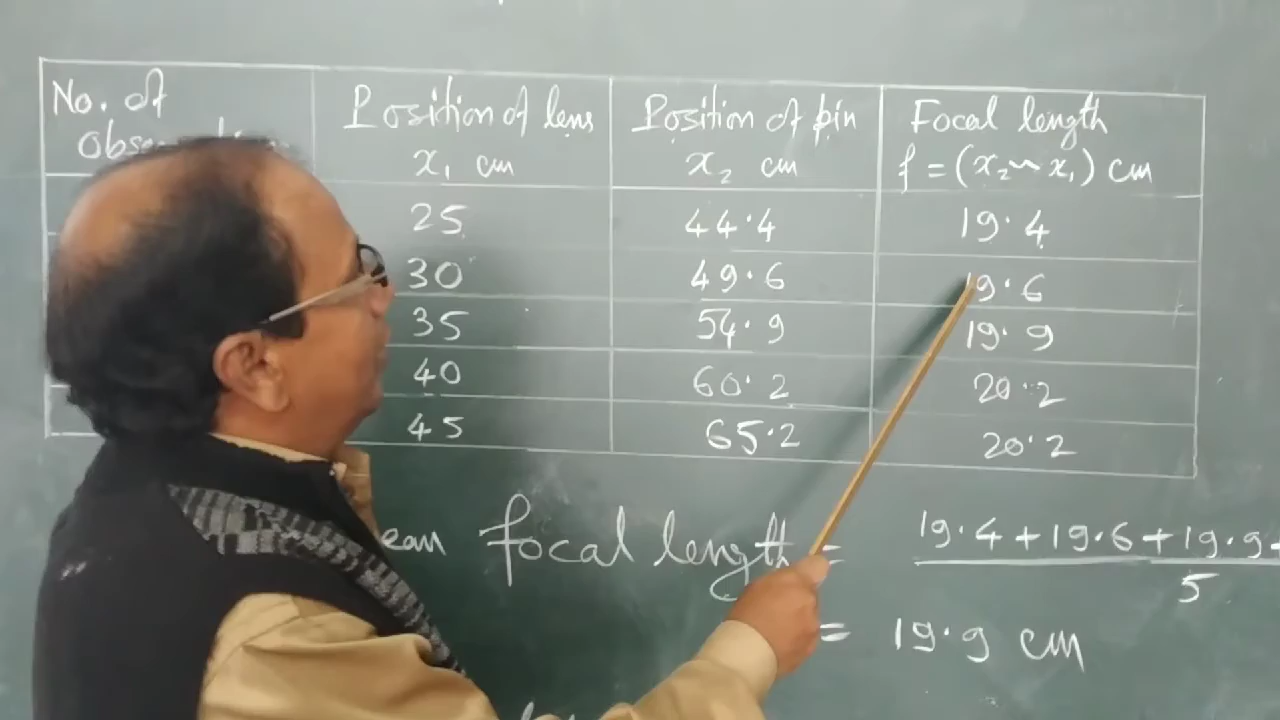 No. of
Position of lens Position of pin Focal length
x₁ cm x₂ cm f = (x₂ ~ x₁) cm
25 44.4 19.4
30 49.6 19.6
35 54.9 19.9
40 60.2 20.2
45 65.2 20.2
focal length = 19.4 + 19.6 + 19.9 +
5
= 19.9 cm